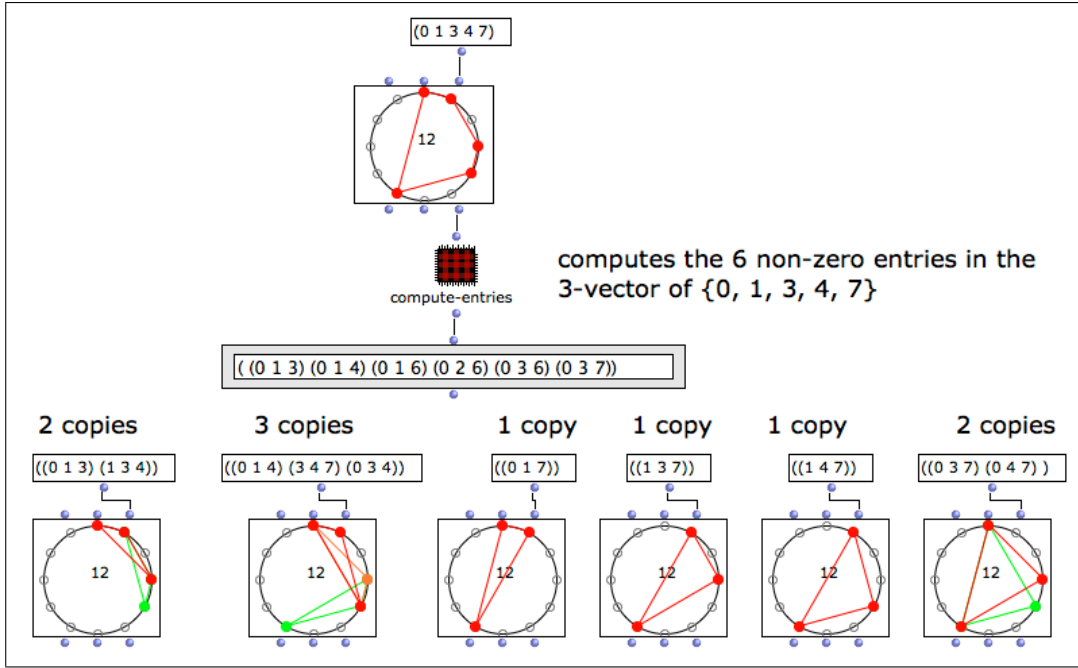 ((0 1 3 4 7)
12
compute-entries
computes the 6 non-zero entries in the
3-vector of {0, 1, 3, 4, 7}
( (0 1 3) (0 1 4) (0 1 6) (0 2 6) (0 3 6) (0 3 7))
2 copies
3 copies
1 copy
1 copy
1 copy
2 copies
((0 1 3) (1 3 4))
((0 1 4) (3 4 7) (0 3 4))
((0 1 7))
((1 3 7))
((1 4 7))
((0 3 7) (0 4 7) )
12
12
12
12
12
12